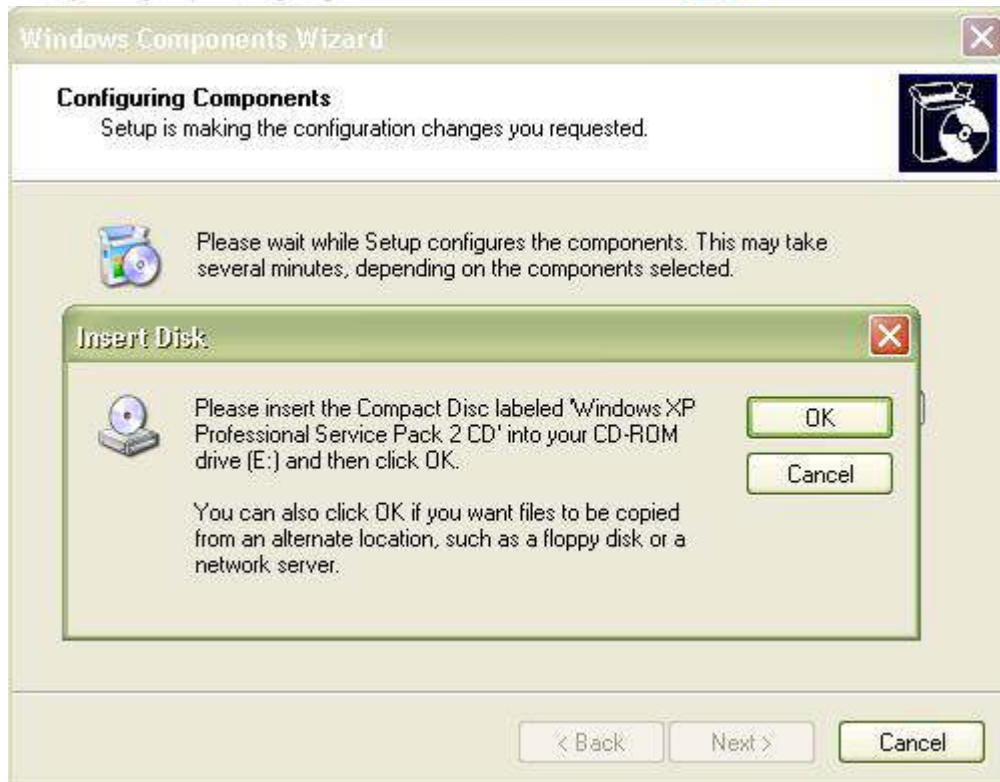 Windows Components Wizard
Configuring Components
Setup is making the configuration changes you requested.
Please wait while Setup configures the components. This may take
several minutes, depending on the components selected.
Insert Disk
Please insert the Compact Disc labeled 'Windows XP
Professional Service Pack 2 CD' into your CD-ROM
drive (E:) and then click OK.
OK
Cancel
You can also click OK if you want files to be copied
from an alternate location, such as a floppy disk or a
network server.
< Back
Next >
Cancel